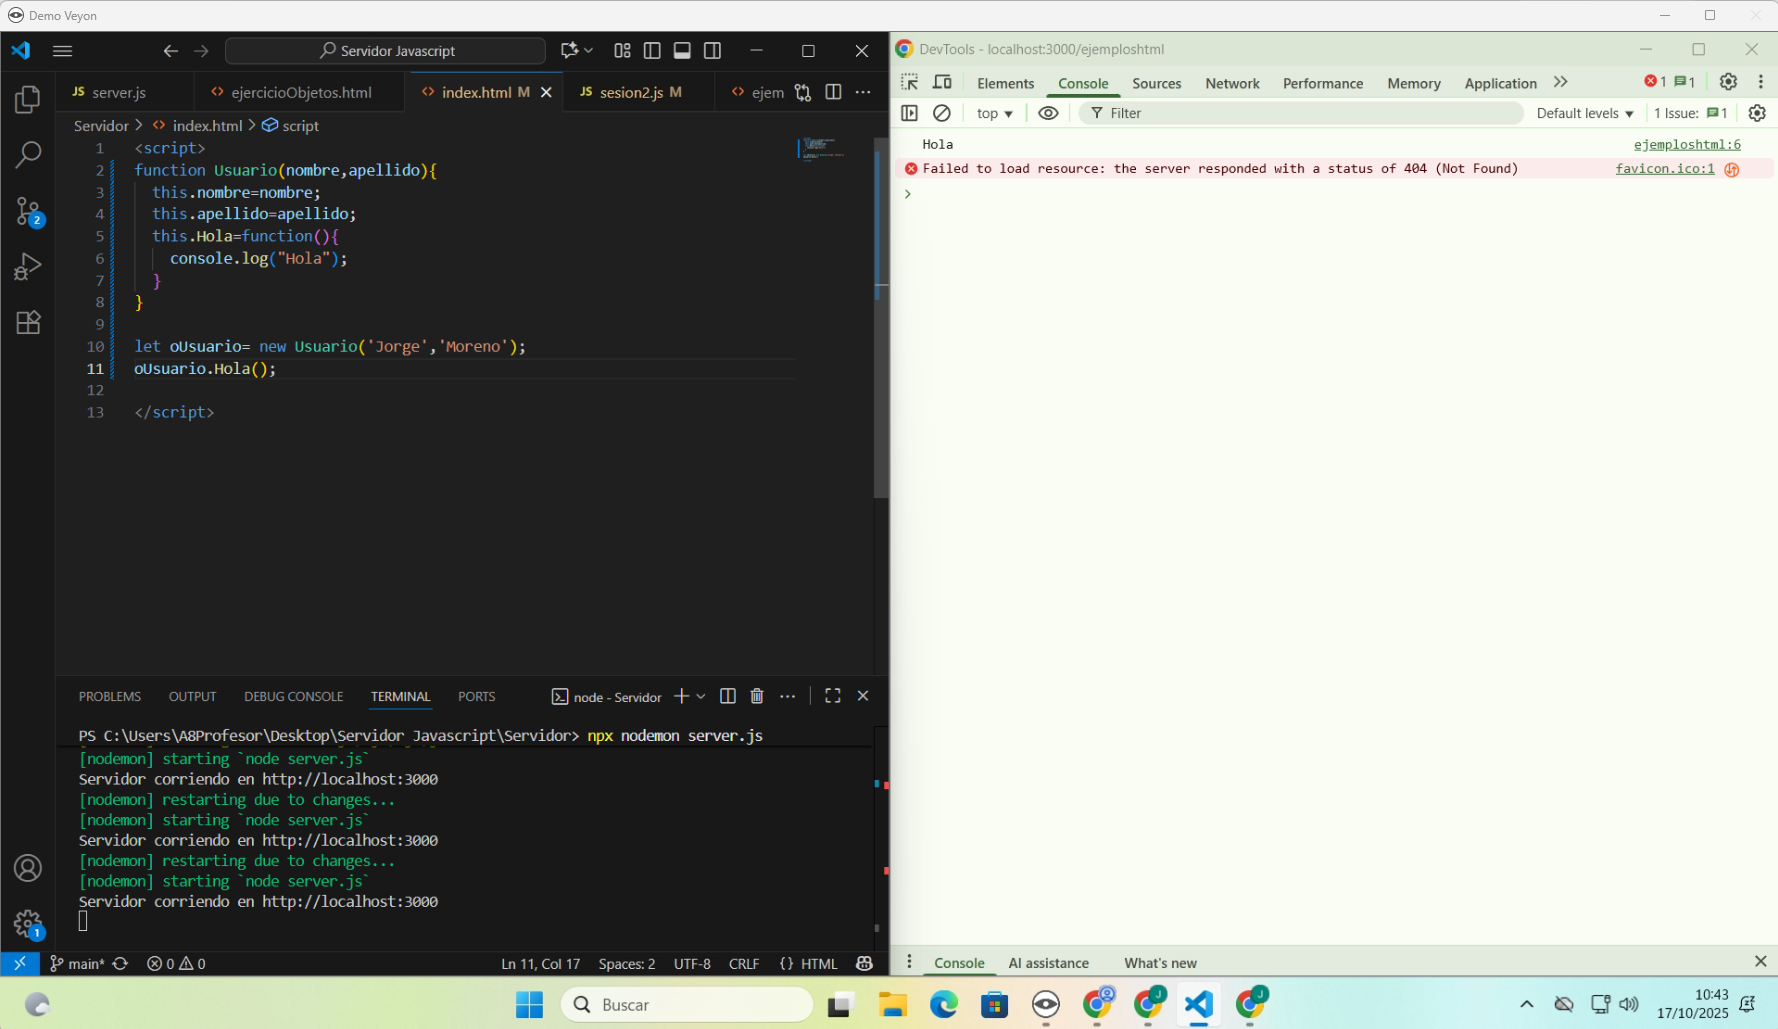 Demo Veyon
Servidor Javascript
server.js
ejercicioObjetos.html
index.html M
sesion2.js M
ejem
Servidor > index.html > script
1 <script>
2 function Usuario(nombre,apellido){
3 this.nombre=nombre;
4 this.apellido=apellido;
5 this.Hola=function(){
6 console.log("Hola");
7 }
8 }
9
10 let oUsuario= new Usuario('Jorge','Moreno');
11 oUsuario.Hola();
12
13 </script>
PROBLEMS OUTPUT DEBUG CONSOLE TERMINAL PORTS
node - Servidor
PS C:\Users\A8Profesor\Desktop\Servidor Javascript\Servidor> npx nodemon server.js
[nodemon] starting `node server.js`
Servidor corriendo en http://localhost:3000
[nodemon] restarting due to changes...
[nodemon] starting `node server.js`
Servidor corriendo en http://localhost:3000
[nodemon] restarting due to changes...
[nodemon] starting `node server.js`
Servidor corriendo en http://localhost:3000
2
1
main* 0 0 Ln 11, Col 17 Spaces: 2 UTF-8 CRLF {} HTML
DevTools - localhost:3000/ejemploshtml
Elements Console Sources Network Performance Memory Application 1 1
top Filter Default levels 1 Issue: 1
Hola ejemploshtml:6
Failed to load resource: the server responded with a status of 404 (Not Found) favicon.ico:1
Console AI assistance What's new
Buscar
10:43
17/10/2025